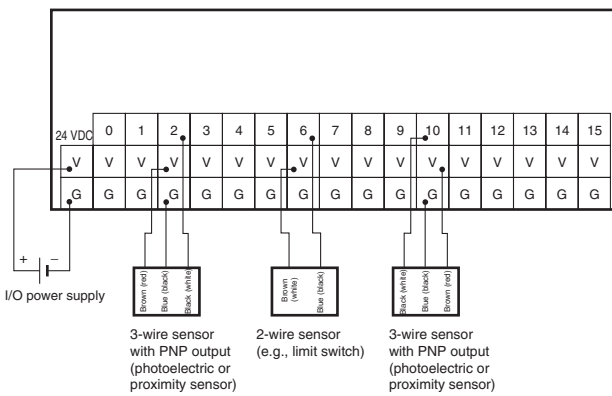 24 VDC 0 1 2 3 4 5 6 7 8 9 10 11 12 13 14 15
V V V V V V V V V V V V V V V V V
G G G G G G G G G G G G G G G G G
+ −
I/O power supply
Brown (red)
Blue (black)
Black (white)
3-wire sensor
with PNP output
(photoelectric or
proximity sensor)
Brown
(white)
Blue (black)
2-wire sensor
(e.g., limit switch)
Black (white)
Blue (black)
Brown (red)
3-wire sensor
with PNP output
(photoelectric or
proximity sensor)